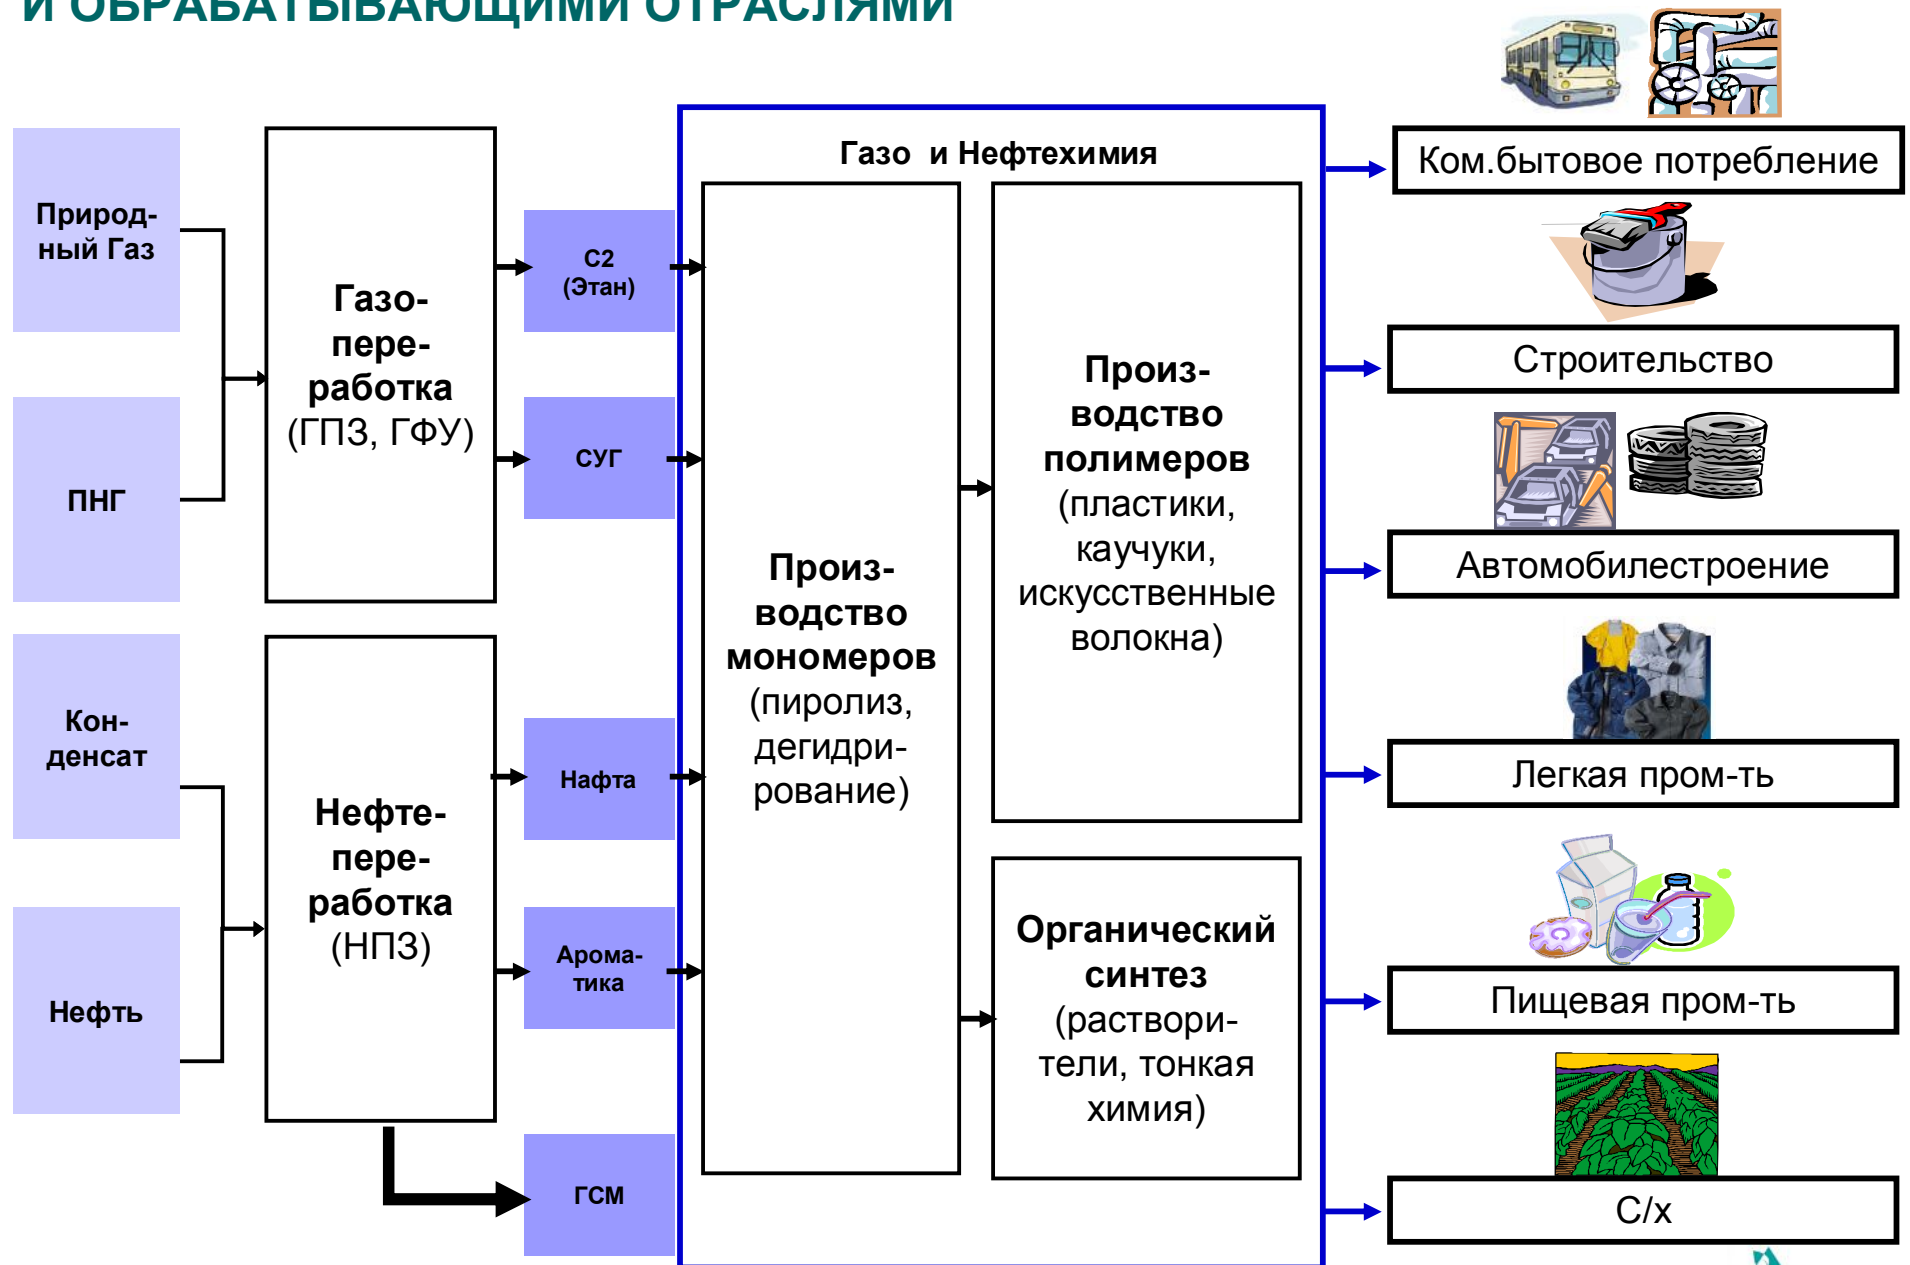 И ОБРАБАТЫВАЮЩИМИ ОТРАСЛЯМИ
Природ-
ный Газ
ПНГ
Кон-
денсат
Нефть
Газо-
пере-
работка
(ГПЗ, ГФУ)
Нефте-
пере-
работка
(НПЗ)
С2
(Этан)
СУГ
Нафта
Арома-
тика
ГСМ
Газо и Нефтехимия
Произ-
водство
мономеров
(пиролиз,
дегидри-
рование)
Произ-
водство
полимеров
(пластики,
каучуки,
искусственные
волокна)
Органический
синтез
(раствори-
тели, тонкая
химия)
Ком.бытовое потребление
Строительство
Автомобилестроение
Легкая пром-ть
Пищевая пром-ть
С/х